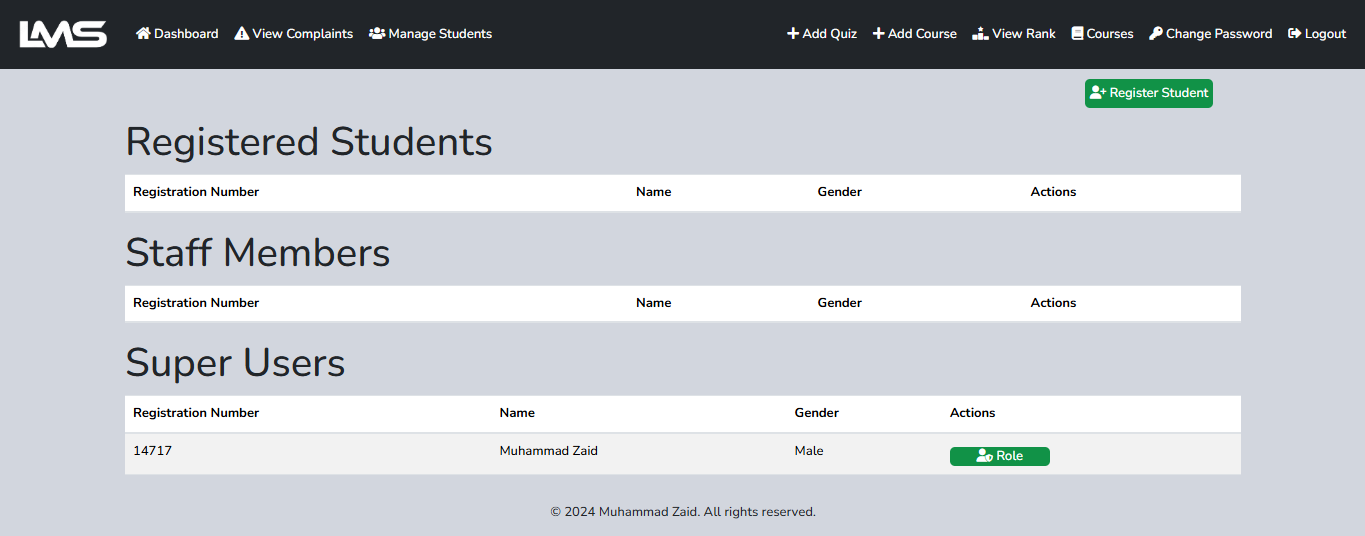 LMS Dashboard View Complaints Manage Students Add Quiz Add Course View Rank Courses Change Password Logout
Register Student
Registered Students
Registration Number Name Gender Actions
Staff Members
Registration Number Name Gender Actions
Super Users
Registration Number Name Gender Actions
14717 Muhammad Zaid Male Role
© 2024 Muhammad Zaid. All rights reserved.